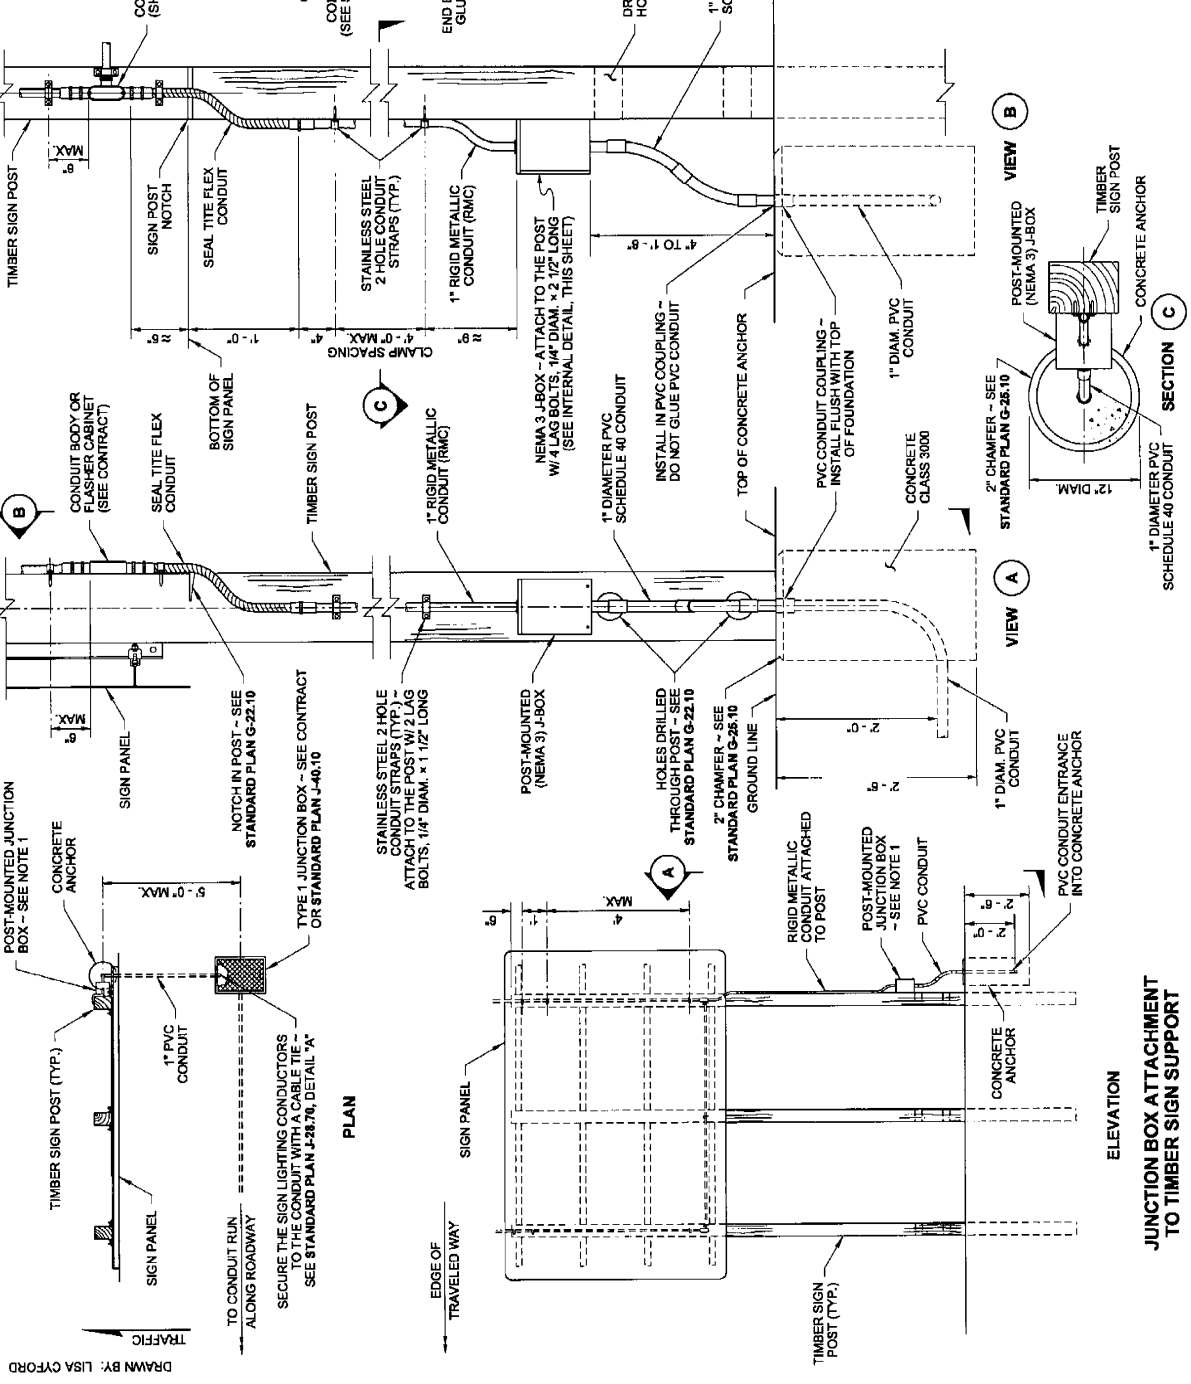 DRAWN BY: LISA CYFORD
TRAFFIC
POST-MOUNTED JUNCTION
BOX ~ SEE NOTE 1
CONCRETE
ANCHOR
TIMBER SIGN POST (TYP.)
5' - 0" MAX.
1" PVC
CONDUIT
SIGN PANEL
TYPE 1 JUNCTION BOX ~ SEE CONTRACT
OR STANDARD PLAN J-40.10
TO CONDUIT RUN
ALONG ROADWAY
SECURE THE SIGN LIGHTING CONDUCTORS
TO THE CONDUIT WITH A CABLE TIE ~
SEE STANDARD PLAN J-28.70, DETAIL "A"
PLAN
EDGE OF
TRAVELED WAY
SIGN PANEL
6"
1'
4'
MAX.
A
RIGID METALLIC
CONDUIT ATTACHED
TO POST
POST-MOUNTED
JUNCTION BOX
~ SEE NOTE 1
PVC CONDUIT
2' - 0"
2' - 6"
PVC CONDUIT ENTRANCE
INTO CONCRETE ANCHOR
CONCRETE
ANCHOR
TIMBER SIGN
POST (TYP.)
ELEVATION
JUNCTION BOX ATTACHMENT
TO TIMBER SIGN SUPPORT
B
6"
MAX.
SIGN PANEL
CONDUIT BODY OR
FLASHER CABINET
(SEE CONTRACT)
SEAL TITE FLEX
CONDUIT
NOTCH IN POST ~ SEE
STANDARD PLAN G-22.10
TIMBER SIGN POST
STAINLESS STEEL 2 HOLE
CONDUIT STRAPS (TYP.) ~
ATTACH TO THE POST W/ 2 LAG
BOLTS, 1/4" DIAM. × 1 1/2" LONG
C
1" RIGID METALLIC
CONDUIT (RMC)
POST-MOUNTED
(NEMA 3) J-BOX
1" DIAMETER PVC
SCHEDULE 40 CONDUIT
HOLES DRILLED
THROUGH POST ~ SEE
STANDARD PLAN G-22.10
2" CHAMFER ~ SEE
STANDARD PLAN G-25.10
GROUND LINE
TOP OF CONCRETE ANCHOR
PVC CONDUIT COUPLING ~
INSTALL FLUSH WITH TOP
OF FOUNDATION
2' - 0"
2' - 6"
CONCRETE
CLASS 3000
1" DIAM. PVC
CONDUIT
VIEW A
TIMBER SIGN POST
6"
MAX.
SIGN POST
NOTCH
SEAL TITE FLEX
CONDUIT
≈ 6"
1' - 0"
4"
4' - 0" MAX.
CLAMP SPACING
≈ 9"
BOTTOM OF
SIGN PANEL
STAINLESS STEEL
2 HOLE CONDUIT
STRAPS (TYP.)
1" RIGID METALLIC
CONDUIT (RMC)
NEMA 3 J-BOX ~ ATTACH TO THE POST
W/ 4 LAG BOLTS, 1/4" DIAM. × 2 1/2" LONG
(SEE INTERNAL DETAIL, THIS SHEET)
4" TO 1' - 8"
INSTALL IN PVC COUPLING ~
DO NOT GLUE PVC CONDUIT
1" DIAM. PVC
CONDUIT
VIEW B
CO
(SH
CO
(SEE S
END B
GLU
DR
HO
1"
SC
2" CHAMFER ~ SEE
STANDARD PLAN G-25.10
POST-MOUNTED
(NEMA 3) J-BOX
TIMBER
SIGN POST
CONCRETE ANCHOR
12" DIAM.
1" DIAMETER PVC
SCHEDULE 40 CONDUIT
SECTION C